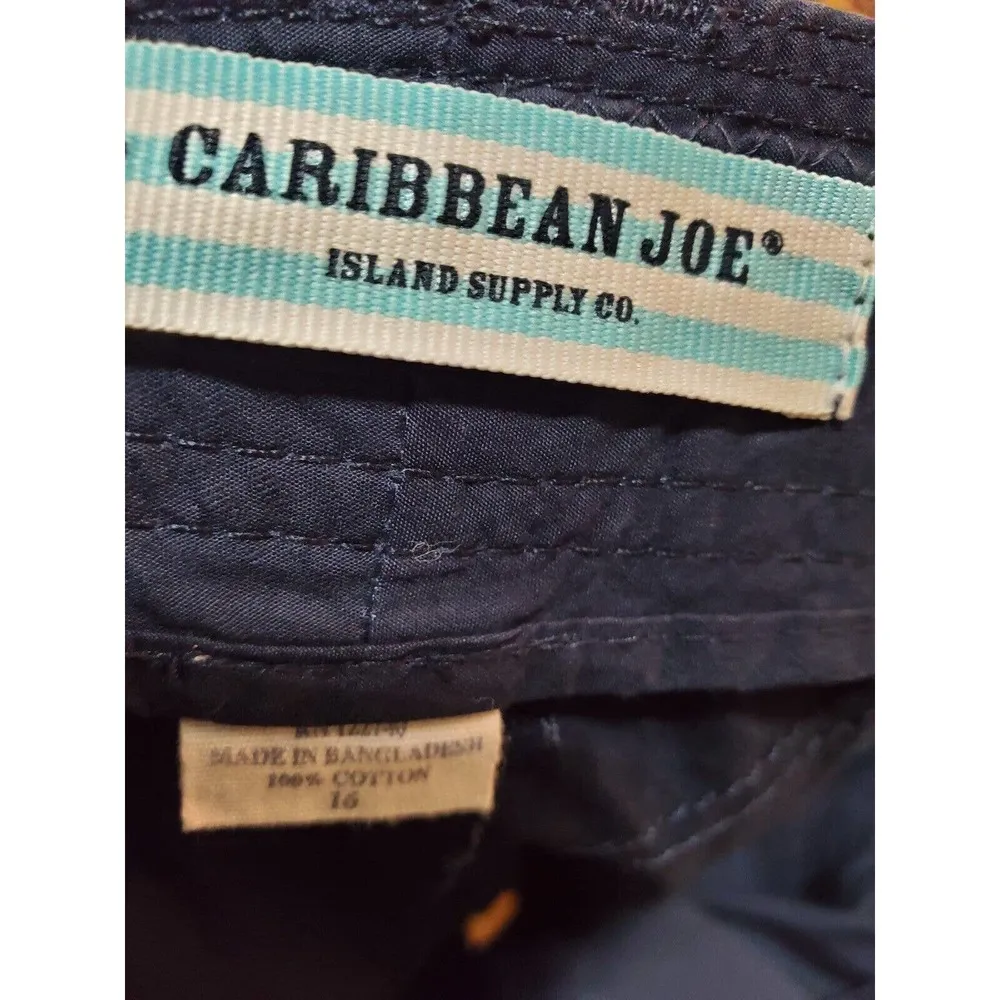 CARIBBEAN JOE®
ISLAND SUPPLY CO.
MADE IN BANGLADESH
100% COTTON
16